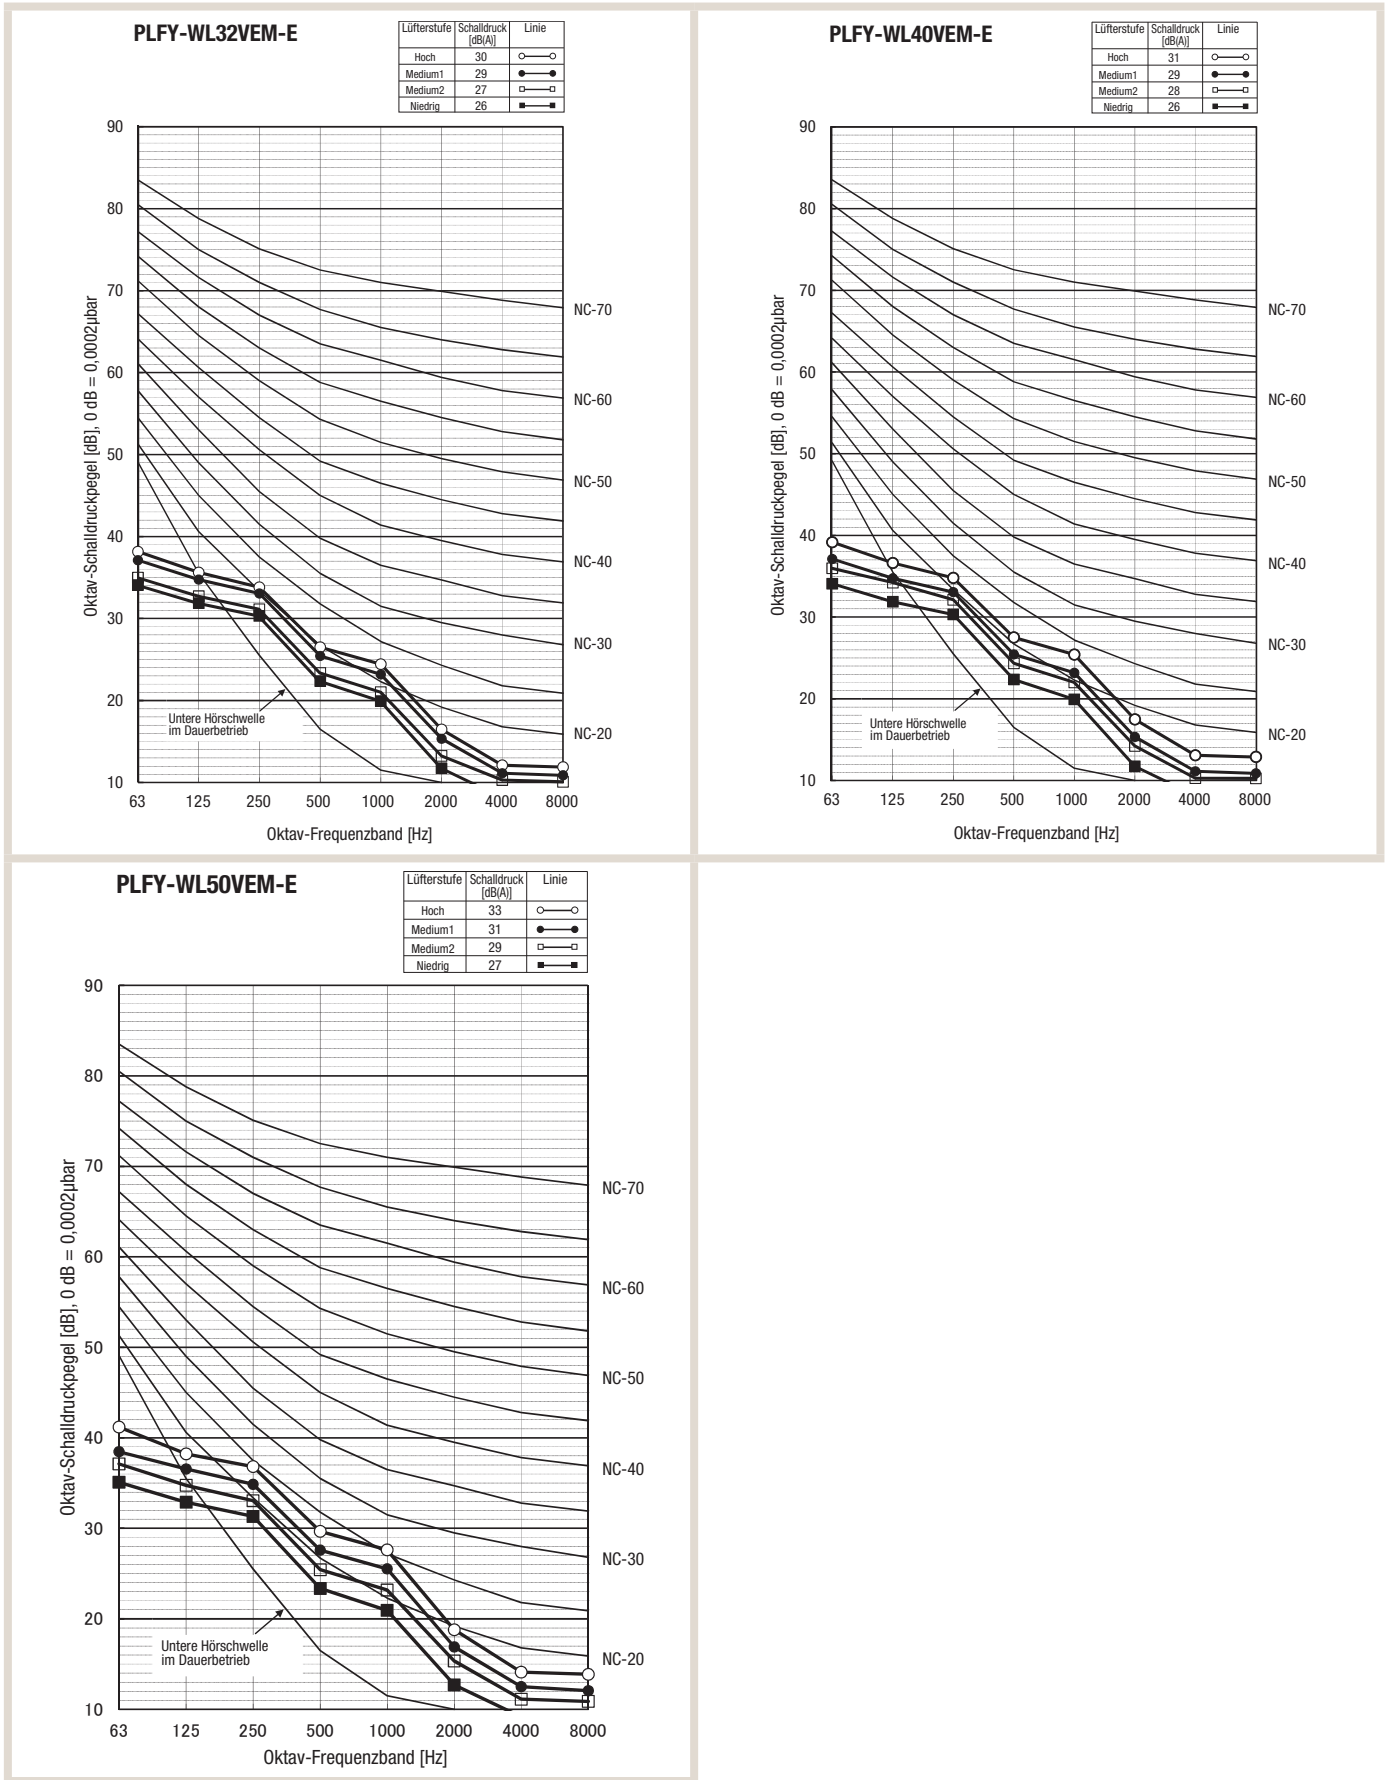 PLFY-WL32VEM-E
Lüfterstufe Schalldruck [dB(A)] Linie
Hoch 30
Medium1 29
Medium2 27
Niedrig 26
90
80
70
60
50
40
30
20
10
Oktav-Schalldruckpegel [dB], 0 dB = 0,0002µbar
NC-70
NC-60
NC-50
NC-40
NC-30
NC-20
Untere Hörschwelle
im Dauerbetrieb
63 125 250 500 1000 2000 4000 8000
Oktav-Frequenzband [Hz]
PLFY-WL40VEM-E
Lüfterstufe Schalldruck [dB(A)] Linie
Hoch 31
Medium1 29
Medium2 28
Niedrig 26
90
80
70
60
50
40
30
20
10
Oktav-Schalldruckpegel [dB], 0 dB = 0,0002µbar
NC-70
NC-60
NC-50
NC-40
NC-30
NC-20
Untere Hörschwelle
im Dauerbetrieb
63 125 250 500 1000 2000 4000 8000
Oktav-Frequenzband [Hz]
PLFY-WL50VEM-E
Lüfterstufe Schalldruck [dB(A)] Linie
Hoch 33
Medium1 31
Medium2 29
Niedrig 27
90
80
70
60
50
40
30
20
10
Oktav-Schalldruckpegel [dB], 0 dB = 0,0002µbar
NC-70
NC-60
NC-50
NC-40
NC-30
NC-20
Untere Hörschwelle
im Dauerbetrieb
63 125 250 500 1000 2000 4000 8000
Oktav-Frequenzband [Hz]